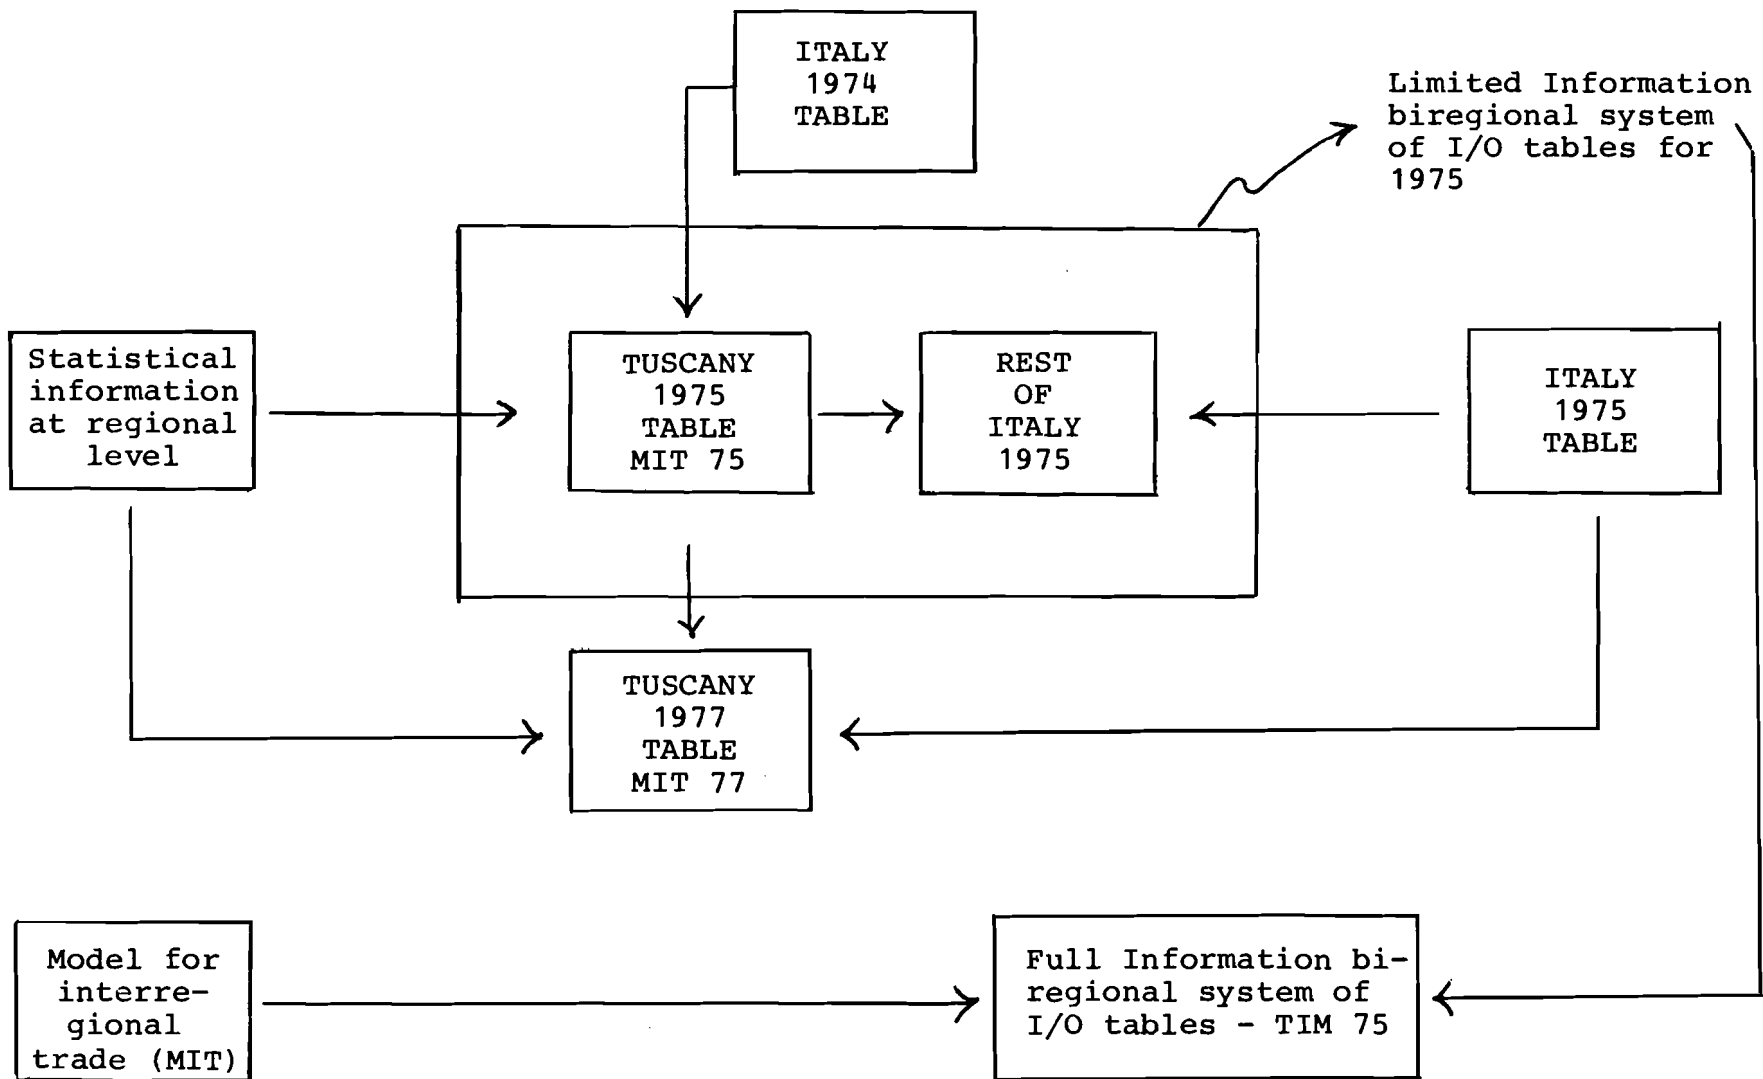 ITALY
1974
TABLE
Limited Information
biregional system
of I/O tables for
1975
Statistical
information
at regional
level
TUSCANY
1975
TABLE
MIT 75
REST
OF
ITALY
1975
ITALY
1975
TABLE
TUSCANY
1977
TABLE
MIT 77
Model for
interre-
gional
trade (MIT)
Full Information bi-
regional system of
I/O tables - TIM 75